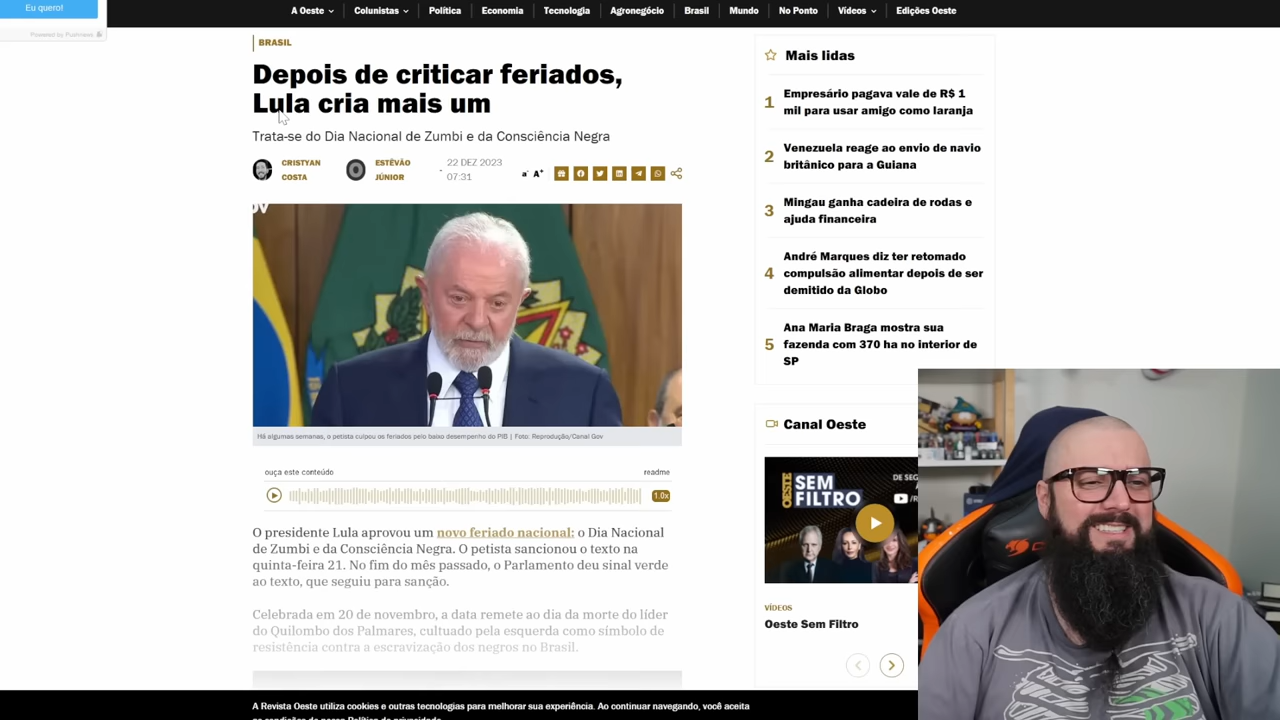 Eu quero!
Powered by Pushnews
A Oeste
Colunistas
Política
Economia
Tecnologia
Agronegócio
Brasil
Mundo
No Ponto
Vídeos
Edições Oeste
BRASIL
Depois de criticar feriados,
Lula cria mais um
Trata-se do Dia Nacional de Zumbi e da Consciência Negra
CRISTYAN
COSTA
ESTÊVÃO
JÚNIOR
- 22 DEZ 2023
07:31
a- A+
OV
Há algumas semanas, o petista culpou os feriados pelo baixo desempenho do PIB | Foto: Reprodução/Canal Gov
ouça este conteúdo
readme
1.0x
O presidente Lula aprovou um novo feriado nacional: o Dia Nacional
de Zumbi e da Consciência Negra. O petista sancionou o texto na
quinta-feira 21. No fim do mês passado, o Parlamento deu sinal verde
ao texto, que seguiu para sanção.
Celebrada em 20 de novembro, a data remete ao dia da morte do líder
do Quilombo dos Palmares, cultuado pela esquerda como símbolo de
resistência contra a escravização dos negros no Brasil.
Mais lidas
1 Empresário pagava vale de R$ 1
mil para usar amigo como laranja
2 Venezuela reage ao envio de navio
britânico para a Guiana
3 Mingau ganha cadeira de rodas e
ajuda financeira
4 André Marques diz ter retomado
compulsão alimentar depois de ser
demitido da Globo
5 Ana Maria Braga mostra sua
fazenda com 370 ha no interior de
SP
Canal Oeste
OESTE
SEM
FILTRO
DE SEG
VÍDEOS
Oeste Sem Filtro
A Revista Oeste utiliza cookies e outras tecnologias para melhorar sua experiência. Ao continuar navegando, você aceita
as condições de nossa Política de privacidade.